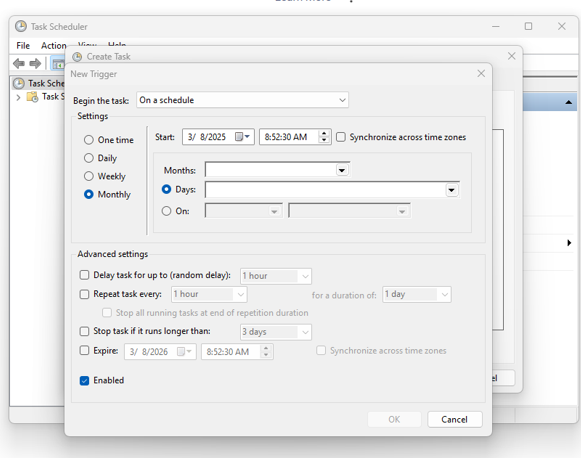 Task Scheduler
File Action View Help
Create Task
New Trigger
Task Sche
Task S
Begin the task: On a schedule
Settings
One time
Daily
Weekly
Monthly
Start: 3/ 8/2025 8:52:30 AM Synchronize across time zones
Months:
Days:
On:
Advanced settings
Delay task for up to (random delay): 1 hour
Repeat task every: 1 hour for a duration of: 1 day
Stop all running tasks at end of repetition duration
Stop task if it runs longer than: 3 days
Expire: 3/ 8/2026 8:52:30 AM Synchronize across time zones
Enabled
el
OK Cancel